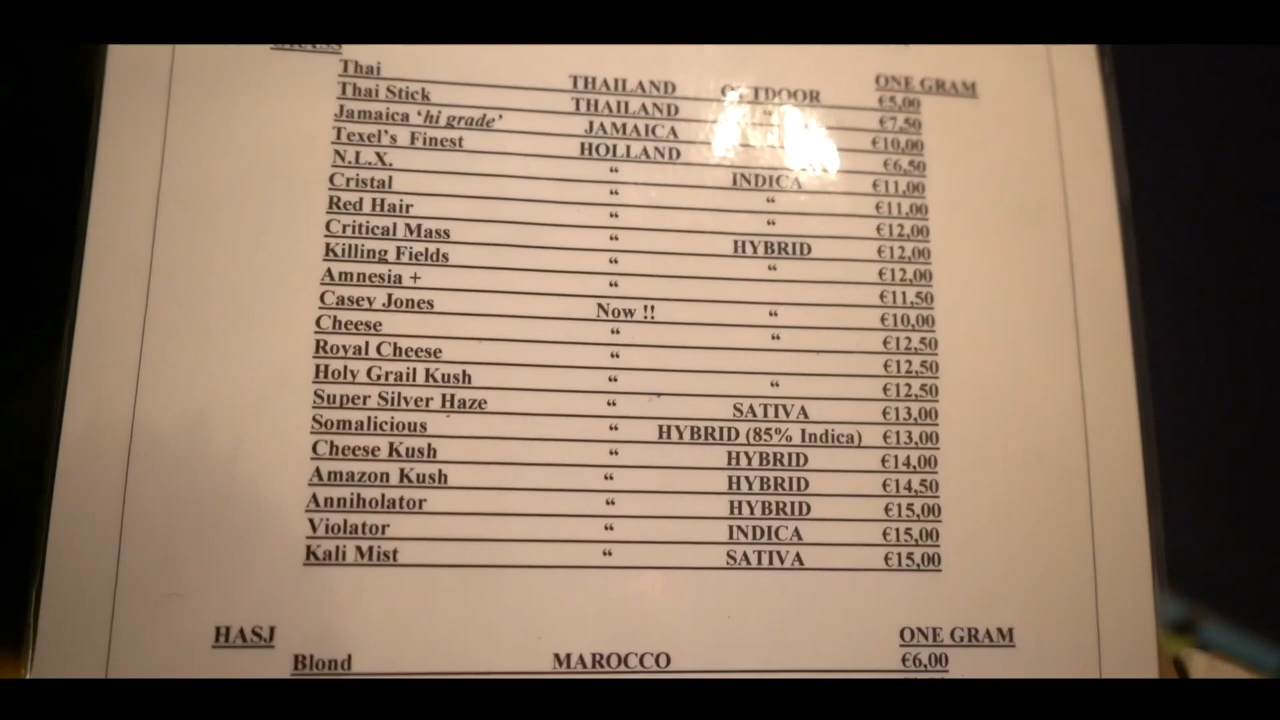 GRASS
ONE GRAM
Thai THAILAND OUTDOOR €5,00
Thai Stick THAILAND “ €7,50
Jamaica ‘hi grade’ JAMAICA €10,00
Texel’s Finest HOLLAND €6,50
N.L.X. “ INDICA €11,00
Cristal “ “ €11,00
Red Hair “ “ €12,00
Critical Mass “ HYBRID €12,00
Killing Fields “ “ €12,00
Amnesia + “ €11,50
Casey Jones Now !! “ €10,00
Cheese “ “ €12,50
Royal Cheese “ €12,50
Holy Grail Kush “ “ €12,50
Super Silver Haze “ SATIVA €13,00
Somalicious “ HYBRID (85% Indica) €13,00
Cheese Kush “ HYBRID €14,00
Amazon Kush “ HYBRID €14,50
Anniholator “ HYBRID €15,00
Violator “ INDICA €15,00
Kali Mist “ SATIVA €15,00
HASJ ONE GRAM
Blond MAROCCO €6,00